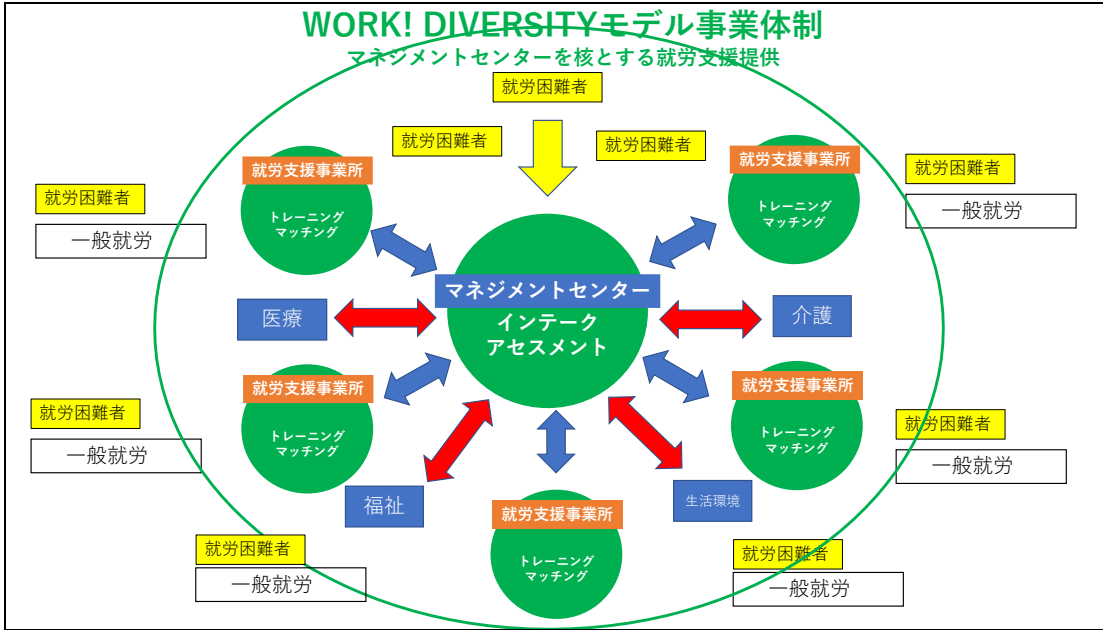 WORK! DIVERSITYモデル事業体制
マネジメントセンターを核とする就労支援提供
就労困難者
就労困難者
就労困難者
就労支援事業所
トレーニング
マッチング
就労支援事業所
トレーニング
マッチング
就労困難者
一般就労
就労困難者
一般就労
マネジメントセンター
インテーク
アセスメント
医療
介護
就労支援事業所
トレーニング
マッチング
就労支援事業所
トレーニング
マッチング
就労困難者
一般就労
就労困難者
一般就労
福祉
生活環境
就労支援事業所
トレーニング
マッチング
就労困難者
一般就労
就労困難者
一般就労